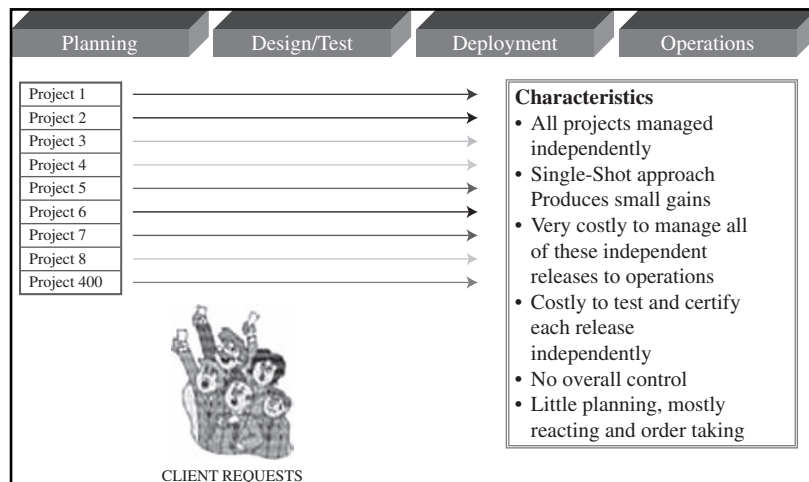 Planning
Design/Test
Deployment
Operations
Project 1
Project 2
Project 3
Project 4
Project 5
Project 6
Project 7
Project 8
Project 400
CLIENT REQUESTS
Characteristics
• All projects managed
independently
• Single-Shot approach
Produces small gains
• Very costly to manage all
of these independent
releases to operations
• Costly to test and certify
each release
independently
• No overall control
• Little planning, mostly
reacting and order taking